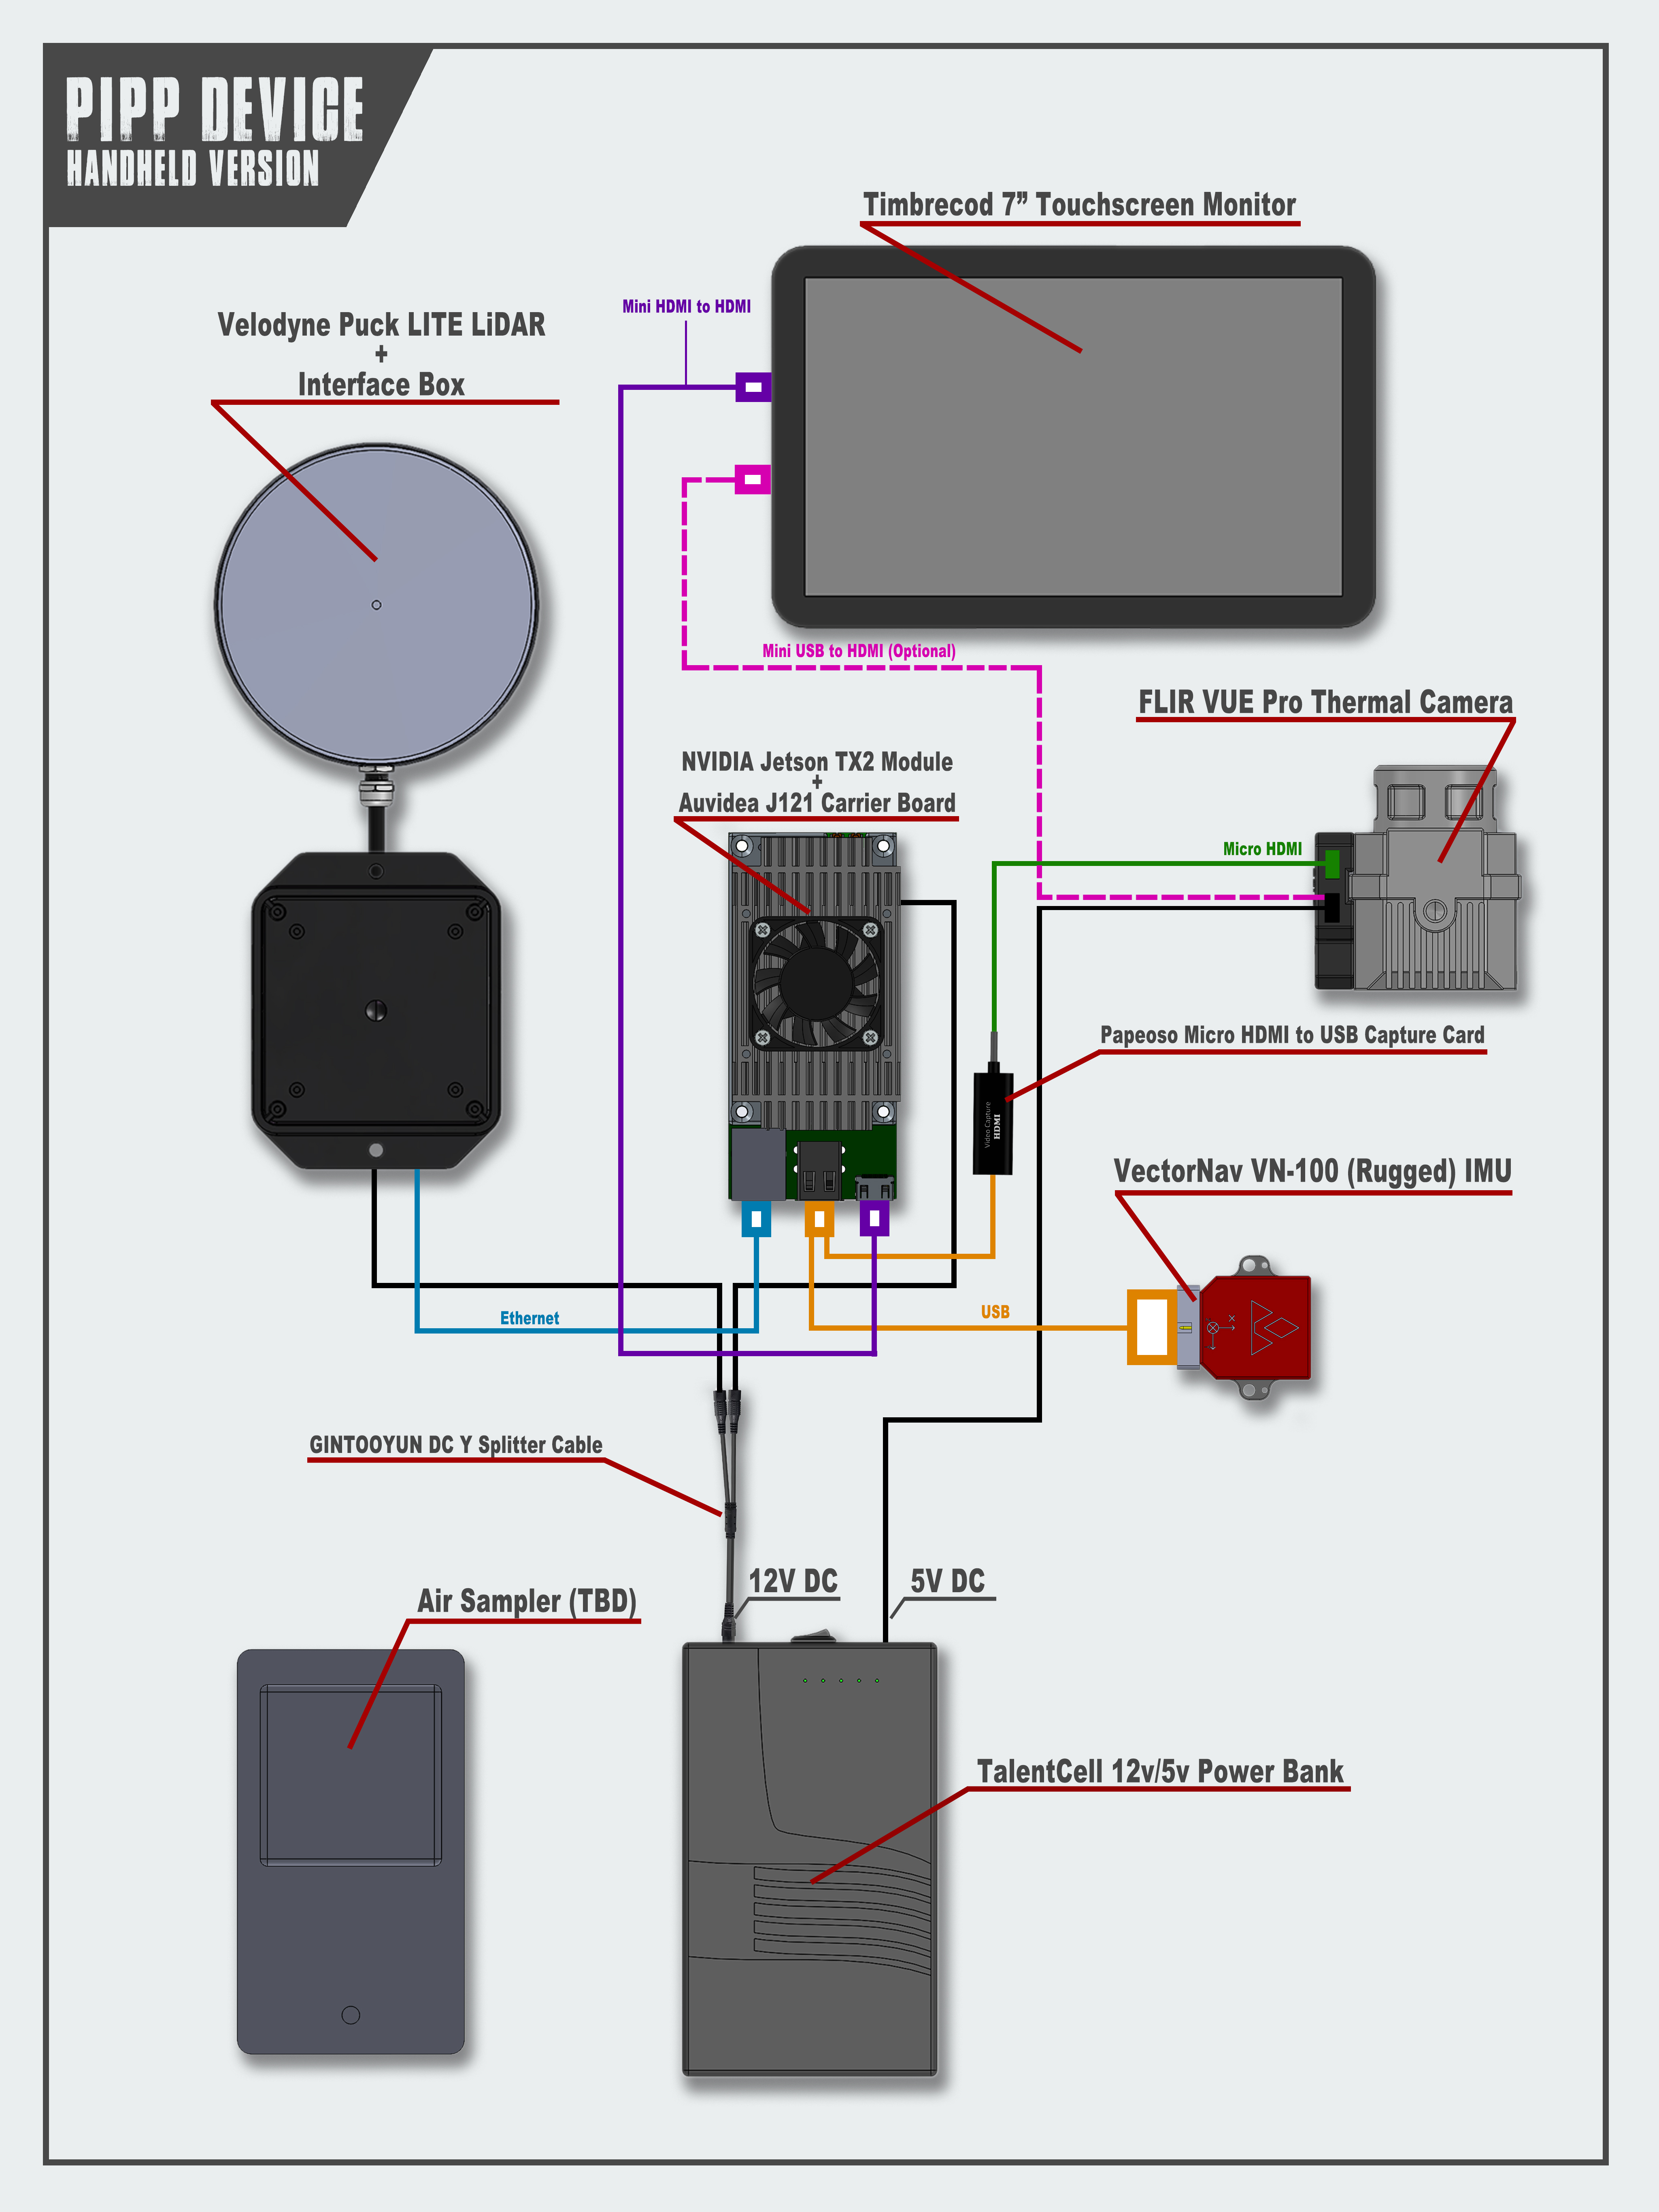 PIPP DEVICE
HANDHELD VERSION
Timbrecod 7” Touchscreen Monitor
Mini HDMI to HDMI
Velodyne Puck LITE LiDAR
+
Interface Box
Mini USB to HDMI (Optional)
FLIR VUE Pro Thermal Camera
NVIDIA Jetson TX2 Module
+
Auvidea J121 Carrier Board
Micro HDMI
Papeoso Micro HDMI to USB Capture Card
Video Capture
HDMI
VectorNav VN-100 (Rugged) IMU
X
Ethernet
USB
GINTOOYUN DC Y Splitter Cable
12V DC
5V DC
Air Sampler (TBD)
TalentCell 12v/5v Power Bank